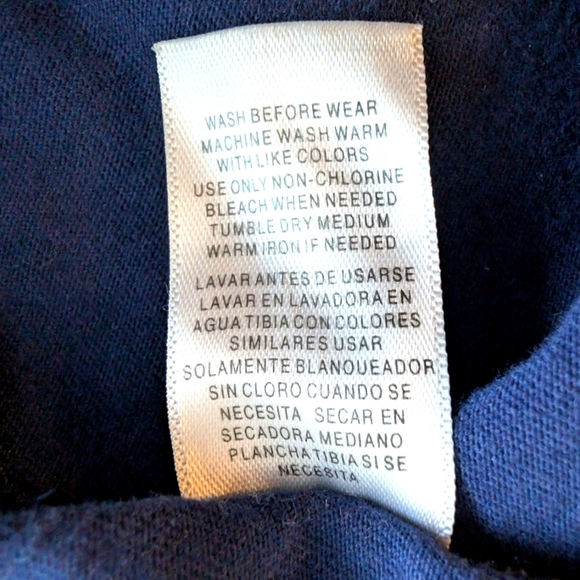 WASH BEFORE WEAR
MACHINE WASH WARM
WITH LIKE COLORS
USE ONLY NON-CHLORINE
BLEACH WHEN NEEDED
TUMBLE DRY MEDIUM
WARM IRON IF NEEDED
LAVAR ANTES DE USARSE
LAVAR EN LAVADORA EN
AGUA TIBIA CON COLORES
SIMILARES USAR
SOLAMENTE BLANQUEADOR
SIN CLORO CUANDO SE
NECESITA SECAR EN
SECADORA MEDIANO
PLANCHA TIBIA SI SE
NECESITA